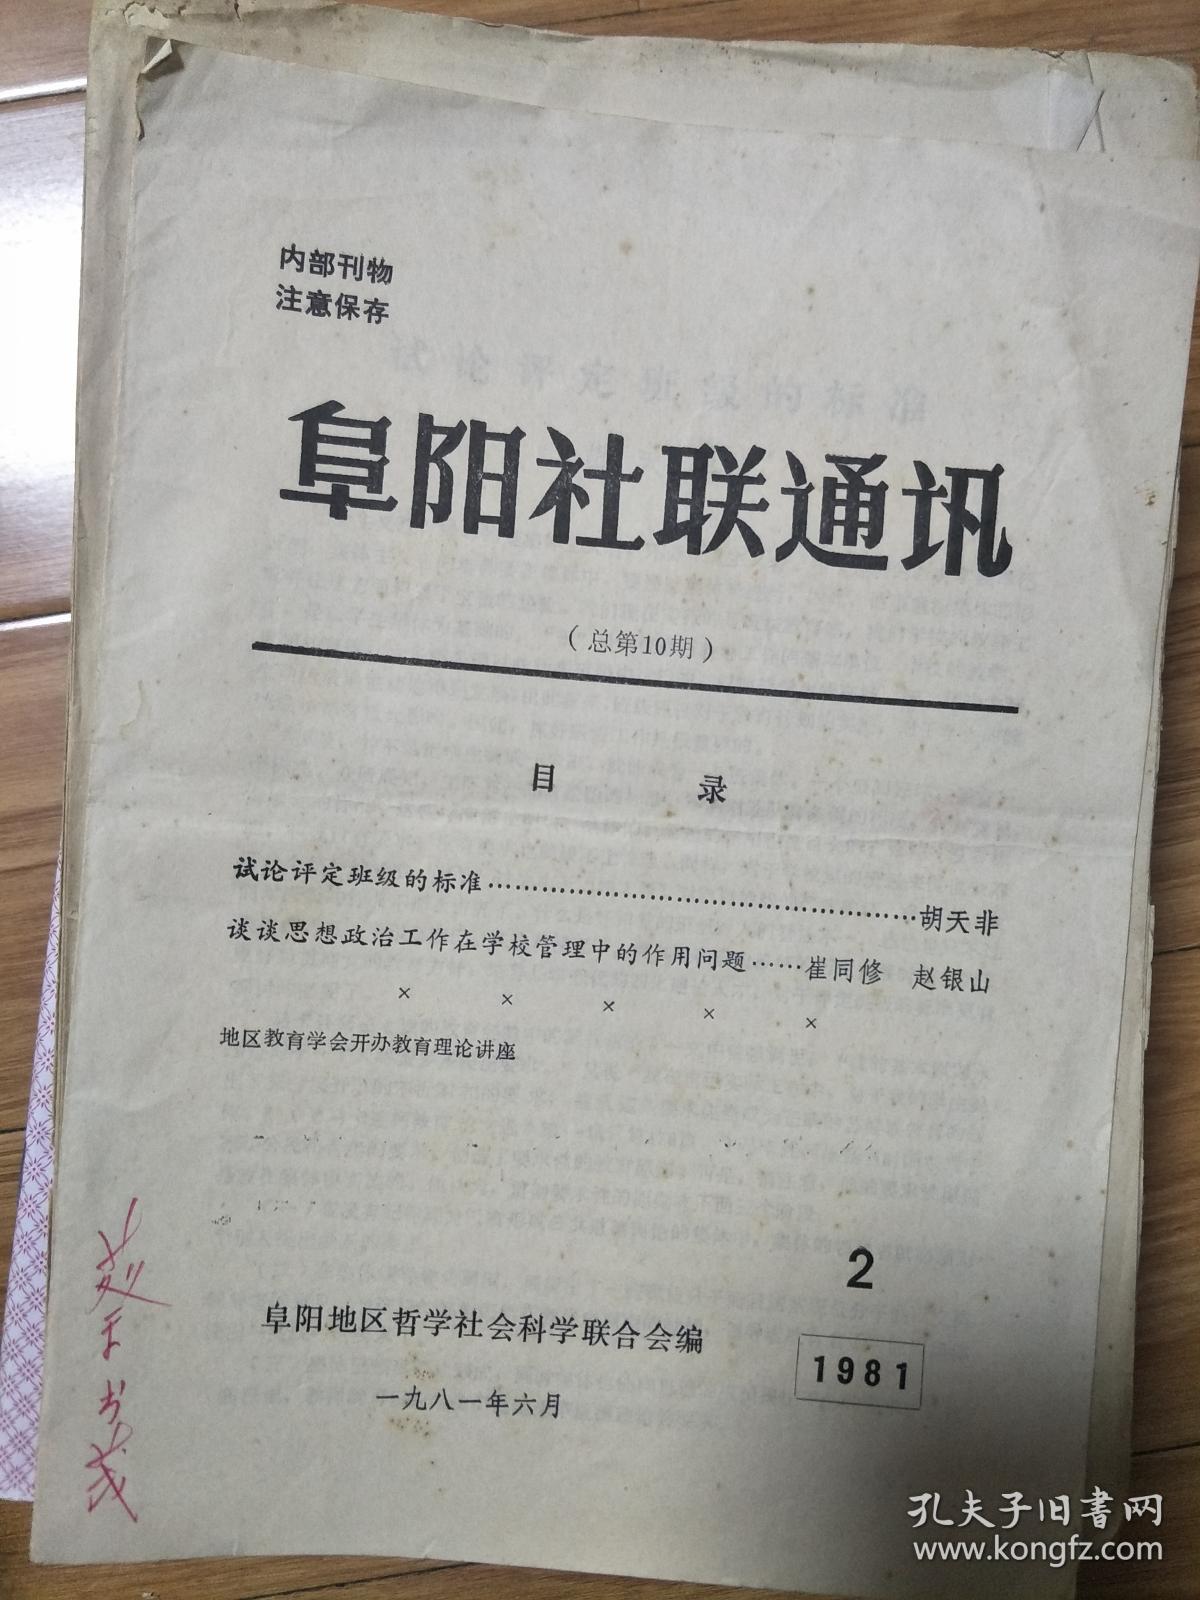 内部刊物
注意保存
阜阳社联通讯
（总第10期）
目 录
试论评定班级的标准……………………………………………胡天非
谈谈思想政治工作在学校管理中的作用问题……崔同修 赵银山
× × × × ×
地区教育学会开办教育理论讲座
2
阜阳地区哲学社会科学联合会编
1981
一九八一年六月
孔夫子旧书网
www.kongfz.com